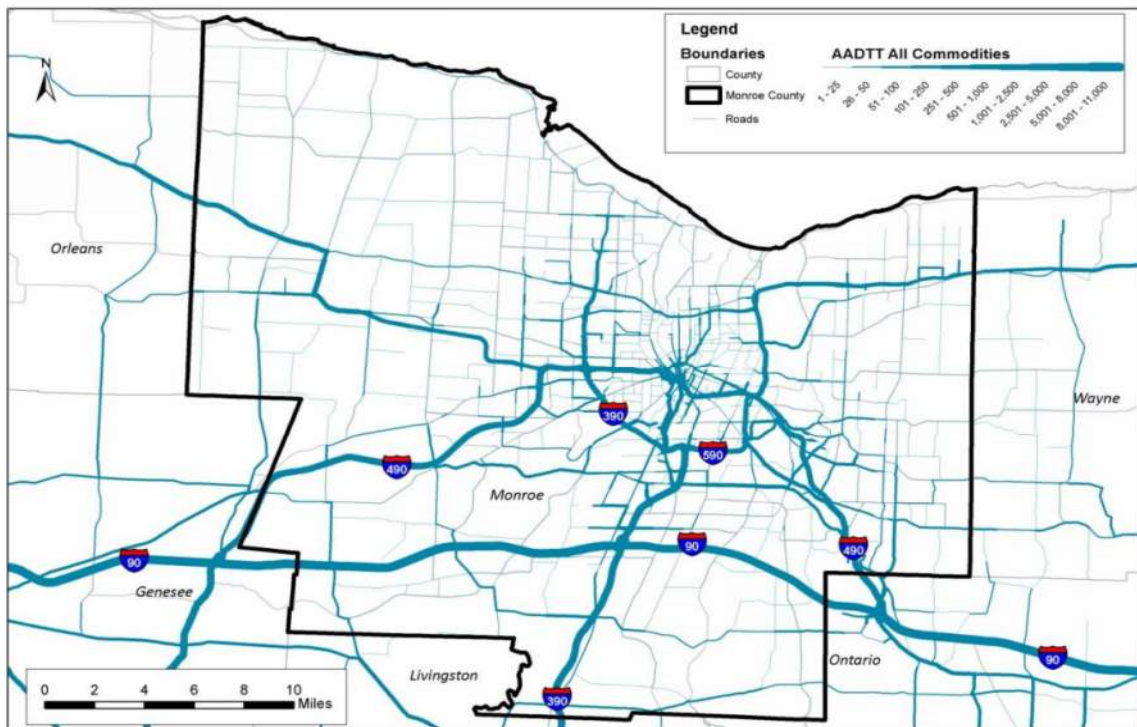 Legend
Boundaries
County
Monroe County
Roads
AADTT All Commodities
1 - 25
26 - 50
51 - 100
101 - 250
251 - 500
501 - 1,000
1,001 - 2,500
2,501 - 5,000
5,001 - 8,000
8,001 - 11,000
N
Orleans
Wayne
390
590
490
Monroe
90
490
90
Genesee
Ontario
90
Livingston
390
0 2 4 6 8 10
Miles